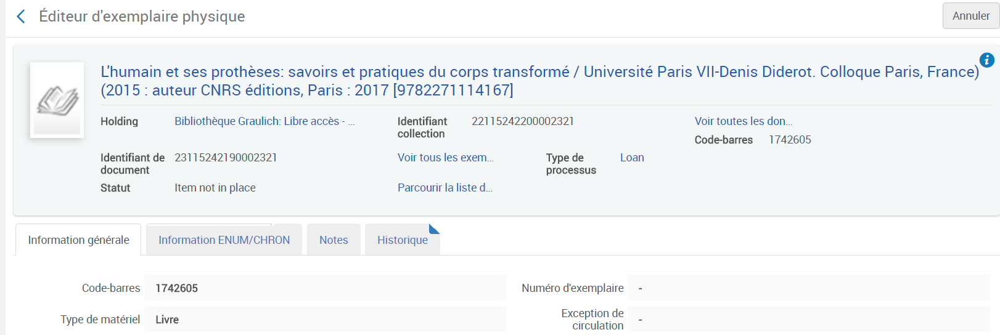 Éditeur d'exemplaire physique
Annuler
L'humain et ses prothèses: savoirs et pratiques du corps transformé / Université Paris VII-Denis Diderot. Colloque Paris, France)
(2015 : auteur CNRS éditions, Paris : 2017 [9782271114167]
Holding Bibliothèque Graulich: Libre accès - ...
Identifiant collection 22115242200002321
Voir toutes les don...
Code-barres 1742605
Identifiant de document 23115242190002321
Voir tous les exem...
Type de processus Loan
Statut Item not in place
Parcourir la liste d...
Information générale Information ENUM/CHRON Notes Historique
Code-barres 1742605
Numéro d'exemplaire -
Type de matériel Livre
Exception de circulation -